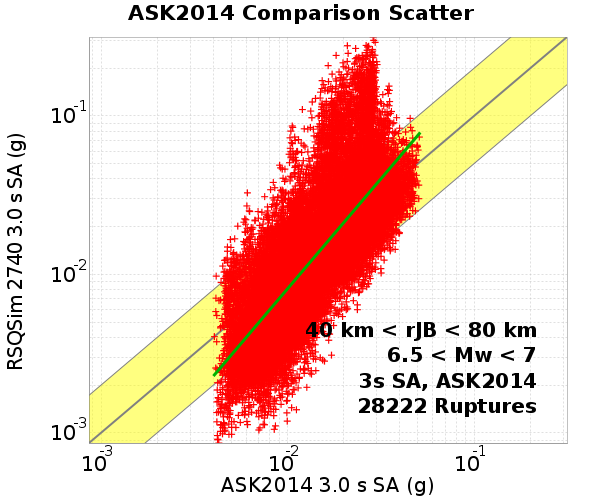 ASK2014 Comparison Scatter
RSQSim 2740 3.0 s SA (g)
10-1
10-2
10-3
40 km < rJB < 80 km
6.5 < Mw < 7
3s SA, ASK2014
28222 Ruptures
10-3 10-2 10-1
ASK2014 3.0 s SA (g)